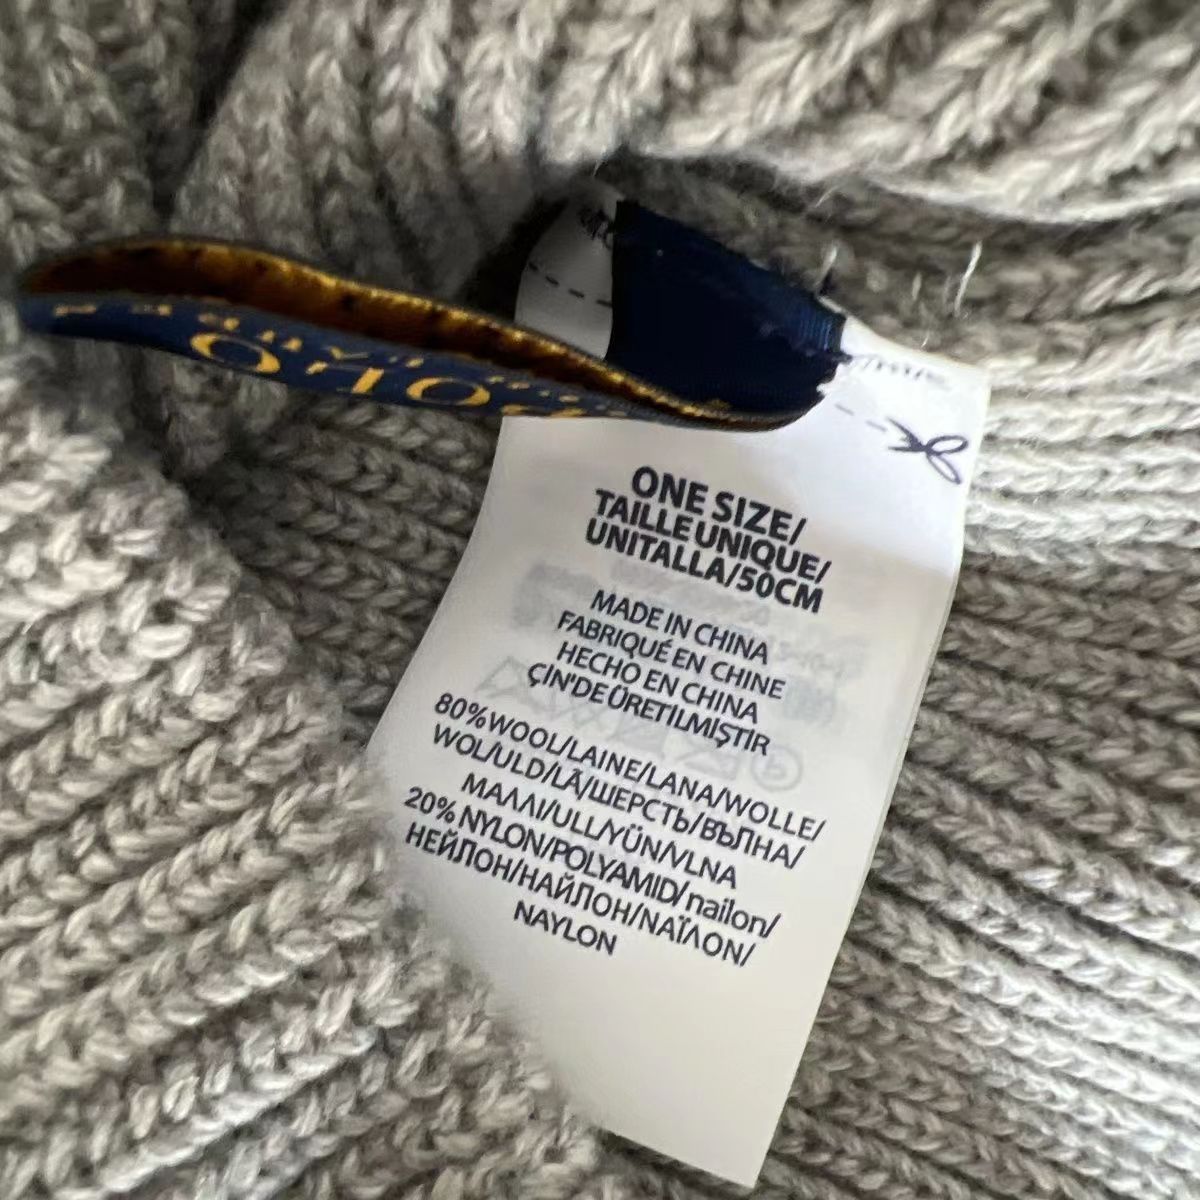 POLO
ONE SIZE/
TAILLE UNIQUE/
UNITALLA/50CM
MADE IN CHINA
FABRIQUÉ EN CHINE
HECHO EN CHINA
ÇİN'DE ÜRETILMIŞTIR
80%WOOL/LAINE/LANA/WOLLE/
WOL/ULD/LÃ/ШЕРСТЬ/ВЪЛНА/
ΜΑΛΛΙ/ULL/YÜN/VLNA
20% NYLON/POLYAMID/nailon/
НЕЙЛОН/НАЙЛОН/ΝΑΪΛΟΝ/
NAYLON